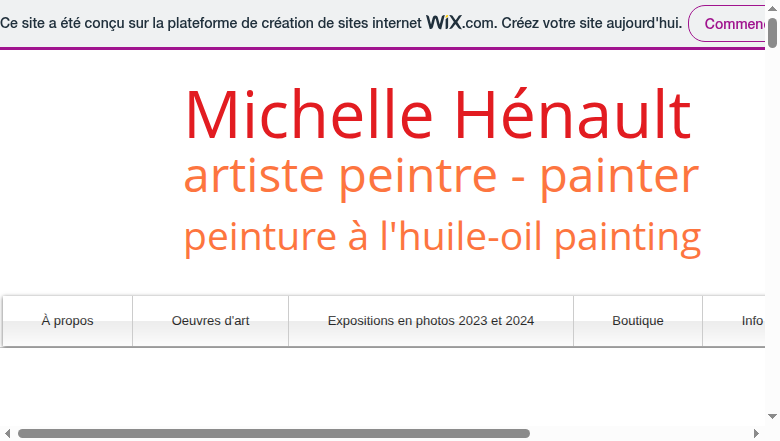 Ce site a été conçu sur la plateforme de création de sites internet WiX.com. Créez votre site aujourd'hui. Commen
Michelle Hénault
artiste peintre - painter
peinture à l'huile-oil painting
À propos Oeuvres d'art Expositions en photos 2023 et 2024 Boutique Info